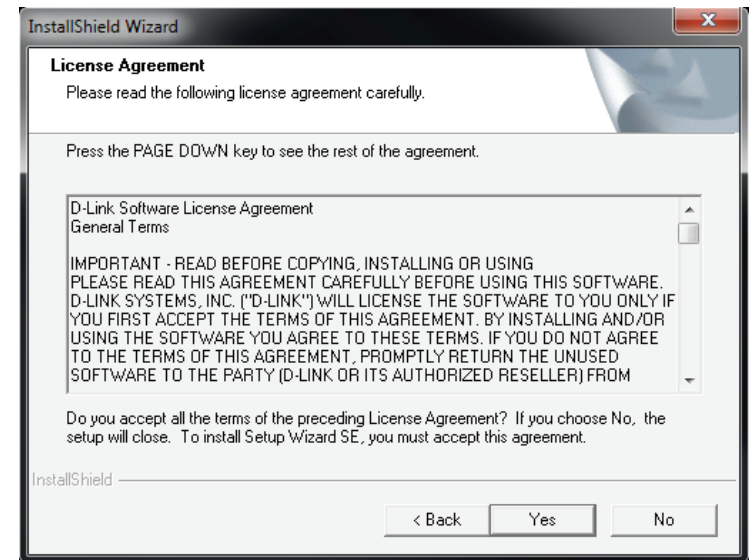 InstallShield Wizard
License Agreement
Please read the following license agreement carefully.
Press the PAGE DOWN key to see the rest of the agreement.
D-Link Software License Agreement
General Terms
IMPORTANT - READ BEFORE COPYING, INSTALLING OR USING
PLEASE READ THIS AGREEMENT CAREFULLY BEFORE USING THIS SOFTWARE.
D-LINK SYSTEMS, INC. ("D-LINK") WILL LICENSE THE SOFTWARE TO YOU ONLY IF
YOU FIRST ACCEPT THE TERMS OF THIS AGREEMENT. BY INSTALLING AND/OR
USING THE SOFTWARE YOU AGREE TO THESE TERMS. IF YOU DO NOT AGREE
TO THE TERMS OF THIS AGREEMENT, PROMPTLY RETURN THE UNUSED
SOFTWARE TO THE PARTY (D-LINK OR ITS AUTHORIZED RESELLER) FROM
Do you accept all the terms of the preceding License Agreement? If you choose No, the
setup will close. To install Setup Wizard SE, you must accept this agreement.
InstallShield
< Back Yes No